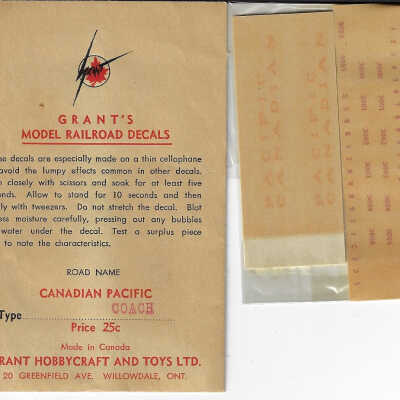 Grant
GRANT'S
MODEL RAILROAD DECALS
se decals are especially made on a thin cellophane
avoid the lumpy effects common in other decals.
closely with scissors and soak for at least five
onds. Allow to stand for 10 seconds and then
ly with tweezers. Do not stretch the decal. Blot
ess moisture carefully, pressing out any bubbles
water under the decal. Test a surplus piece
to note the characteristics.
ROAD NAME
CANADIAN PACIFIC
Type COACH
Price 25c
Made in Canada
RANT HOBBYCRAFT AND TOYS LTD.
20 GREENFIELD AVE. WILLOWDALE, ONT.